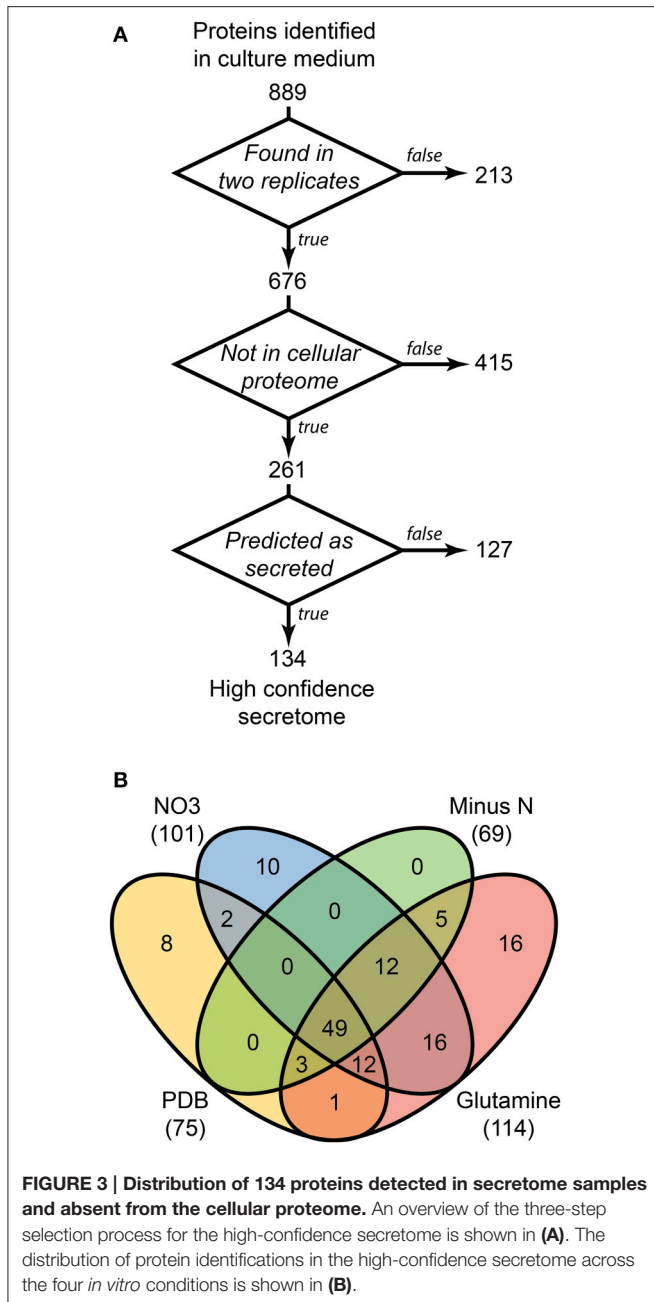 A
Proteins identified
in culture medium
889
Found in
two replicates
false
213
true
676
Not in cellular
proteome
false
415
true
261
Predicted as
secreted
false
127
true
134
High confidence
secretome
B
NO3
(101)
Minus N
(69)
10
0
2
0
5
8
16
0
12
49
0
16
3
12
1
PDB
(75)
Glutamine
(114)
FIGURE 3 | Distribution of 134 proteins detected in secretome samples
and absent from the cellular proteome. An overview of the three-step
selection process for the high-confidence secretome is shown in (A). The
distribution of protein identifications in the high-confidence secretome across
the four in vitro conditions is shown in (B).